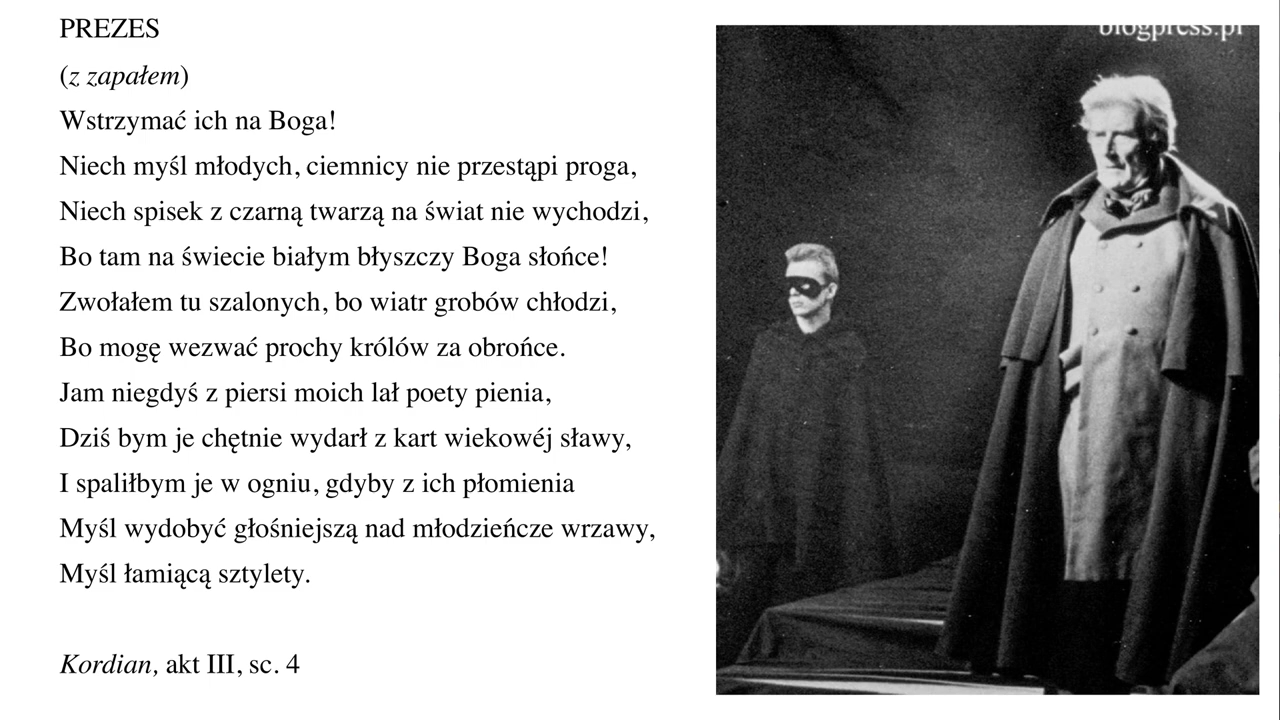 PREZES
(z zapałem)
Wstrzymać ich na Boga!
Niech myśl młodych, ciemnicy nie przestąpi proga,
Niech spisek z czarną twarzą na świat nie wychodzi,
Bo tam na świecie białym błyszczy Boga słońce!
Zwołałem tu szalonych, bo wiatr grobów chłodzi,
Bo mogę wezwać prochy królów za obrońce.
Jam niegdyś z piersi moich lał poety pienia,
Dziś bym je chętnie wydarł z kart wiekowéj sławy,
I spaliłbym je w ogniu, gdyby z ich płomienia
Myśl wydobyć głośniejszą nad młodzieńcze wrzawy,
Myśl łamiącą sztylety.
Kordian, akt III, sc. 4
blogpress.pl